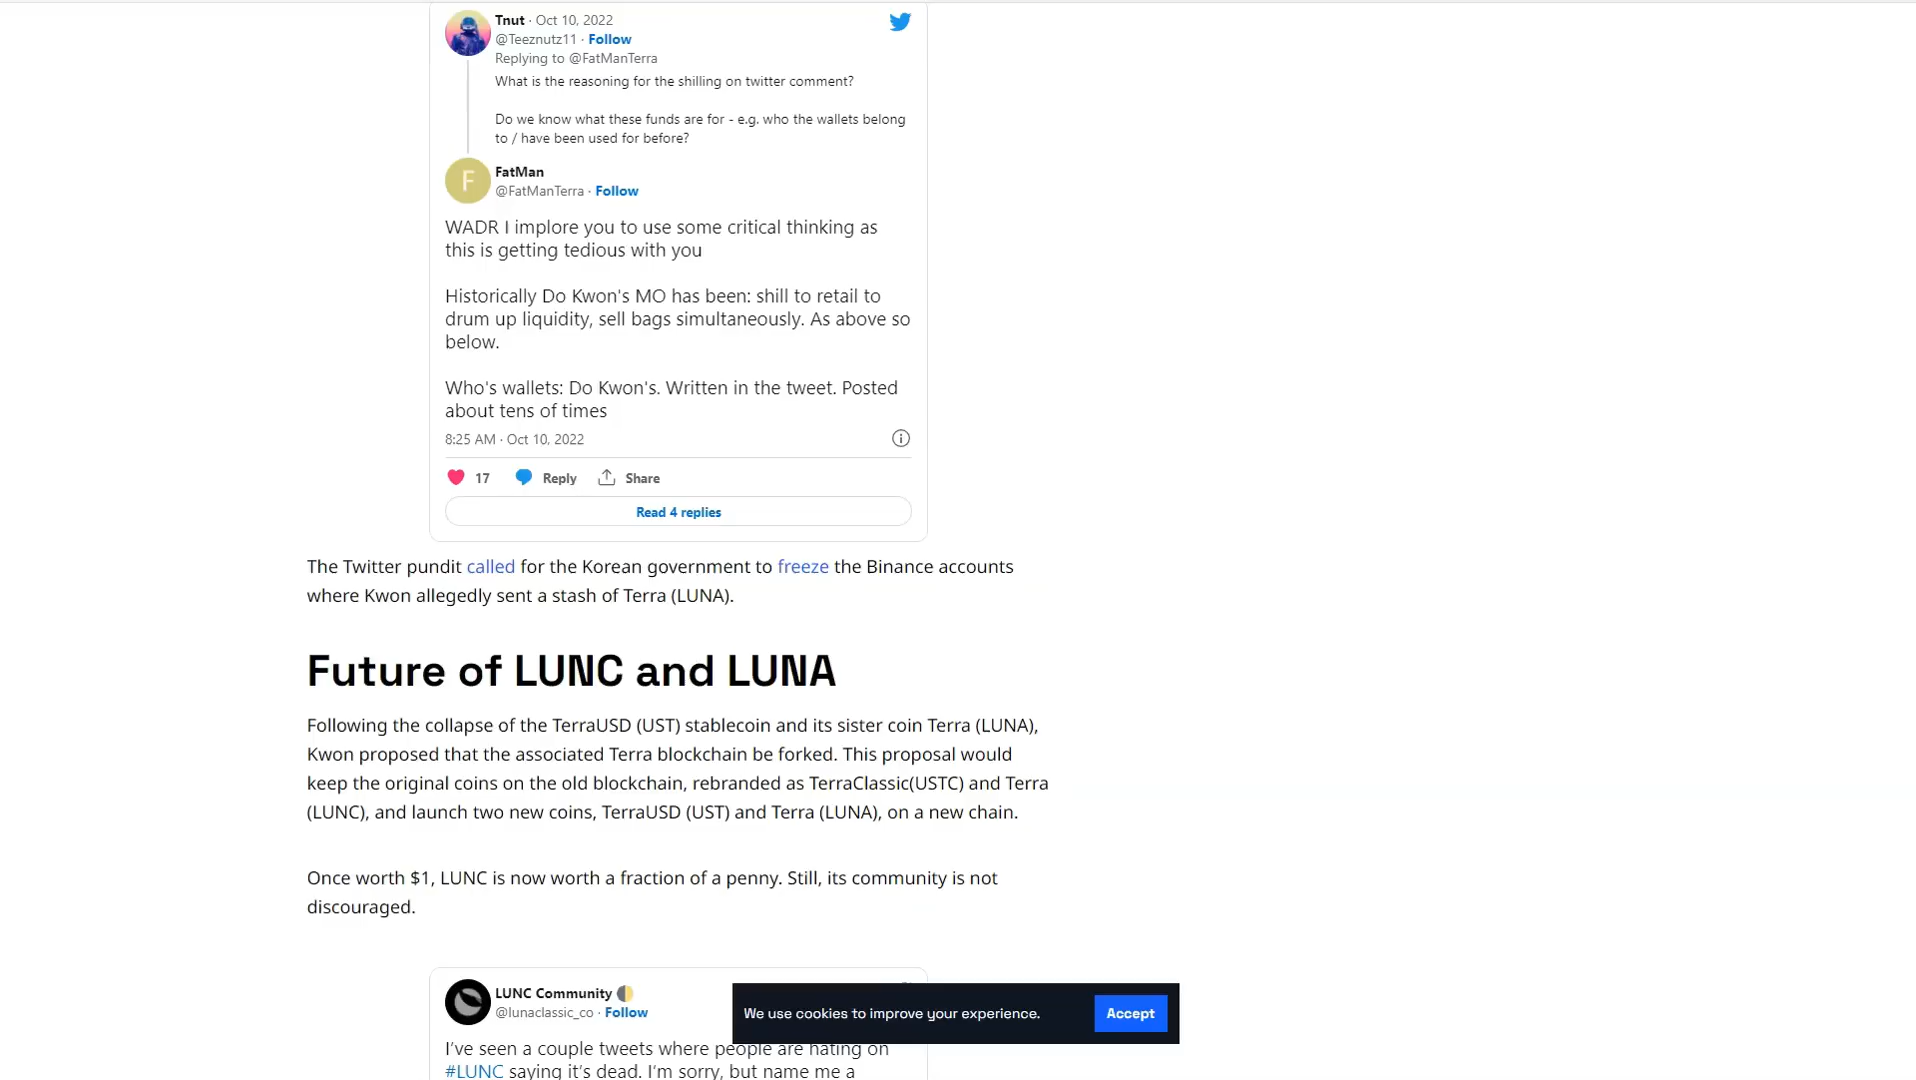 Tnut · Oct 10, 2022
@Teeznutz11 · Follow
Replying to @FatManTerra
What is the reasoning for the shilling on twitter comment?
Do we know what these funds are for - e.g. who the wallets belong
to / have been used for before?
F
FatMan
@FatManTerra · Follow
WADR I implore you to use some critical thinking as
this is getting tedious with you
Historically Do Kwon's MO has been: shill to retail to
drum up liquidity, sell bags simultaneously. As above so
below.
Who's wallets: Do Kwon's. Written in the tweet. Posted
about tens of times
8:25 AM · Oct 10, 2022
17 Reply Share
Read 4 replies
The Twitter pundit called for the Korean government to freeze the Binance accounts
where Kwon allegedly sent a stash of Terra (LUNA).
Future of LUNC and LUNA
Following the collapse of the TerraUSD (UST) stablecoin and its sister coin Terra (LUNA),
Kwon proposed that the associated Terra blockchain be forked. This proposal would
keep the original coins on the old blockchain, rebranded as TerraClassic(USTC) and Terra
(LUNC), and launch two new coins, TerraUSD (UST) and Terra (LUNA), on a new chain.
Once worth $1, LUNC is now worth a fraction of a penny. Still, its community is not
discouraged.
LUNC Community
@lunaclassic_co · Follow
We use cookies to improve your experience.
Accept
I've seen a couple tweets where people are hating on
#LUNC saying it's dead. I'm sorry, but name me a